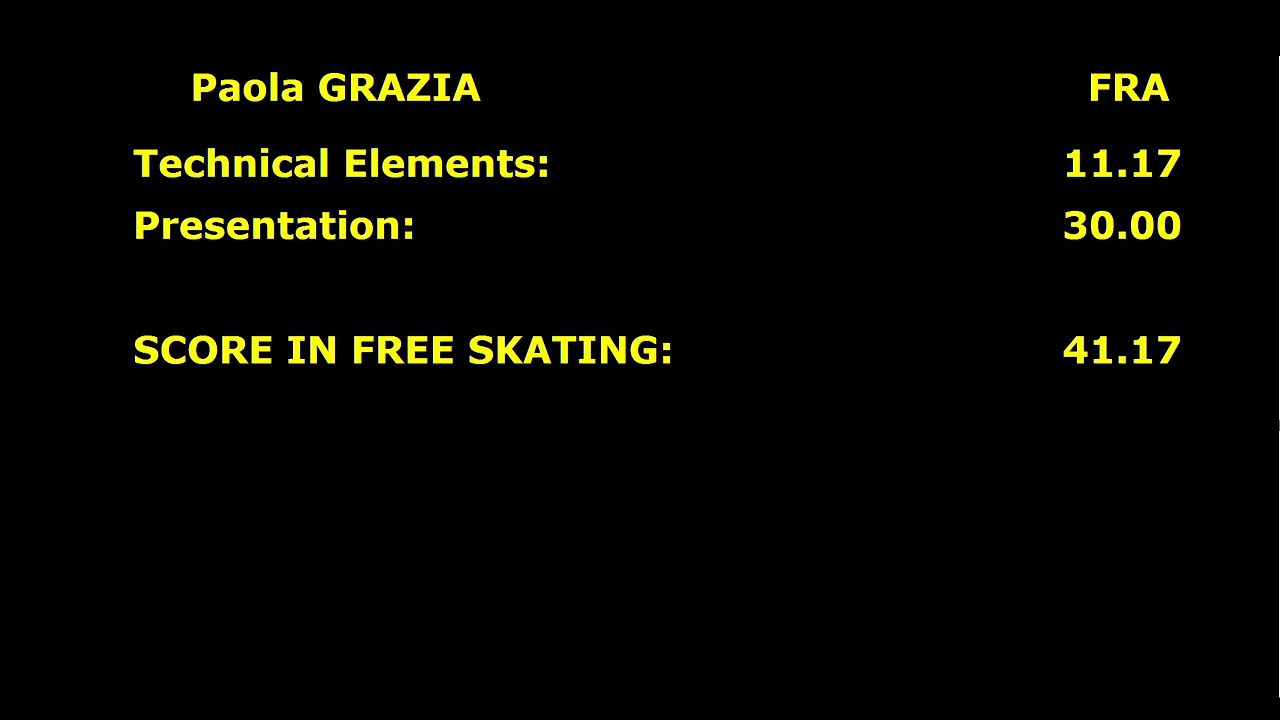 Paola GRAZIA FRA
Technical Elements: 11.17
Presentation: 30.00
SCORE IN FREE SKATING: 41.17